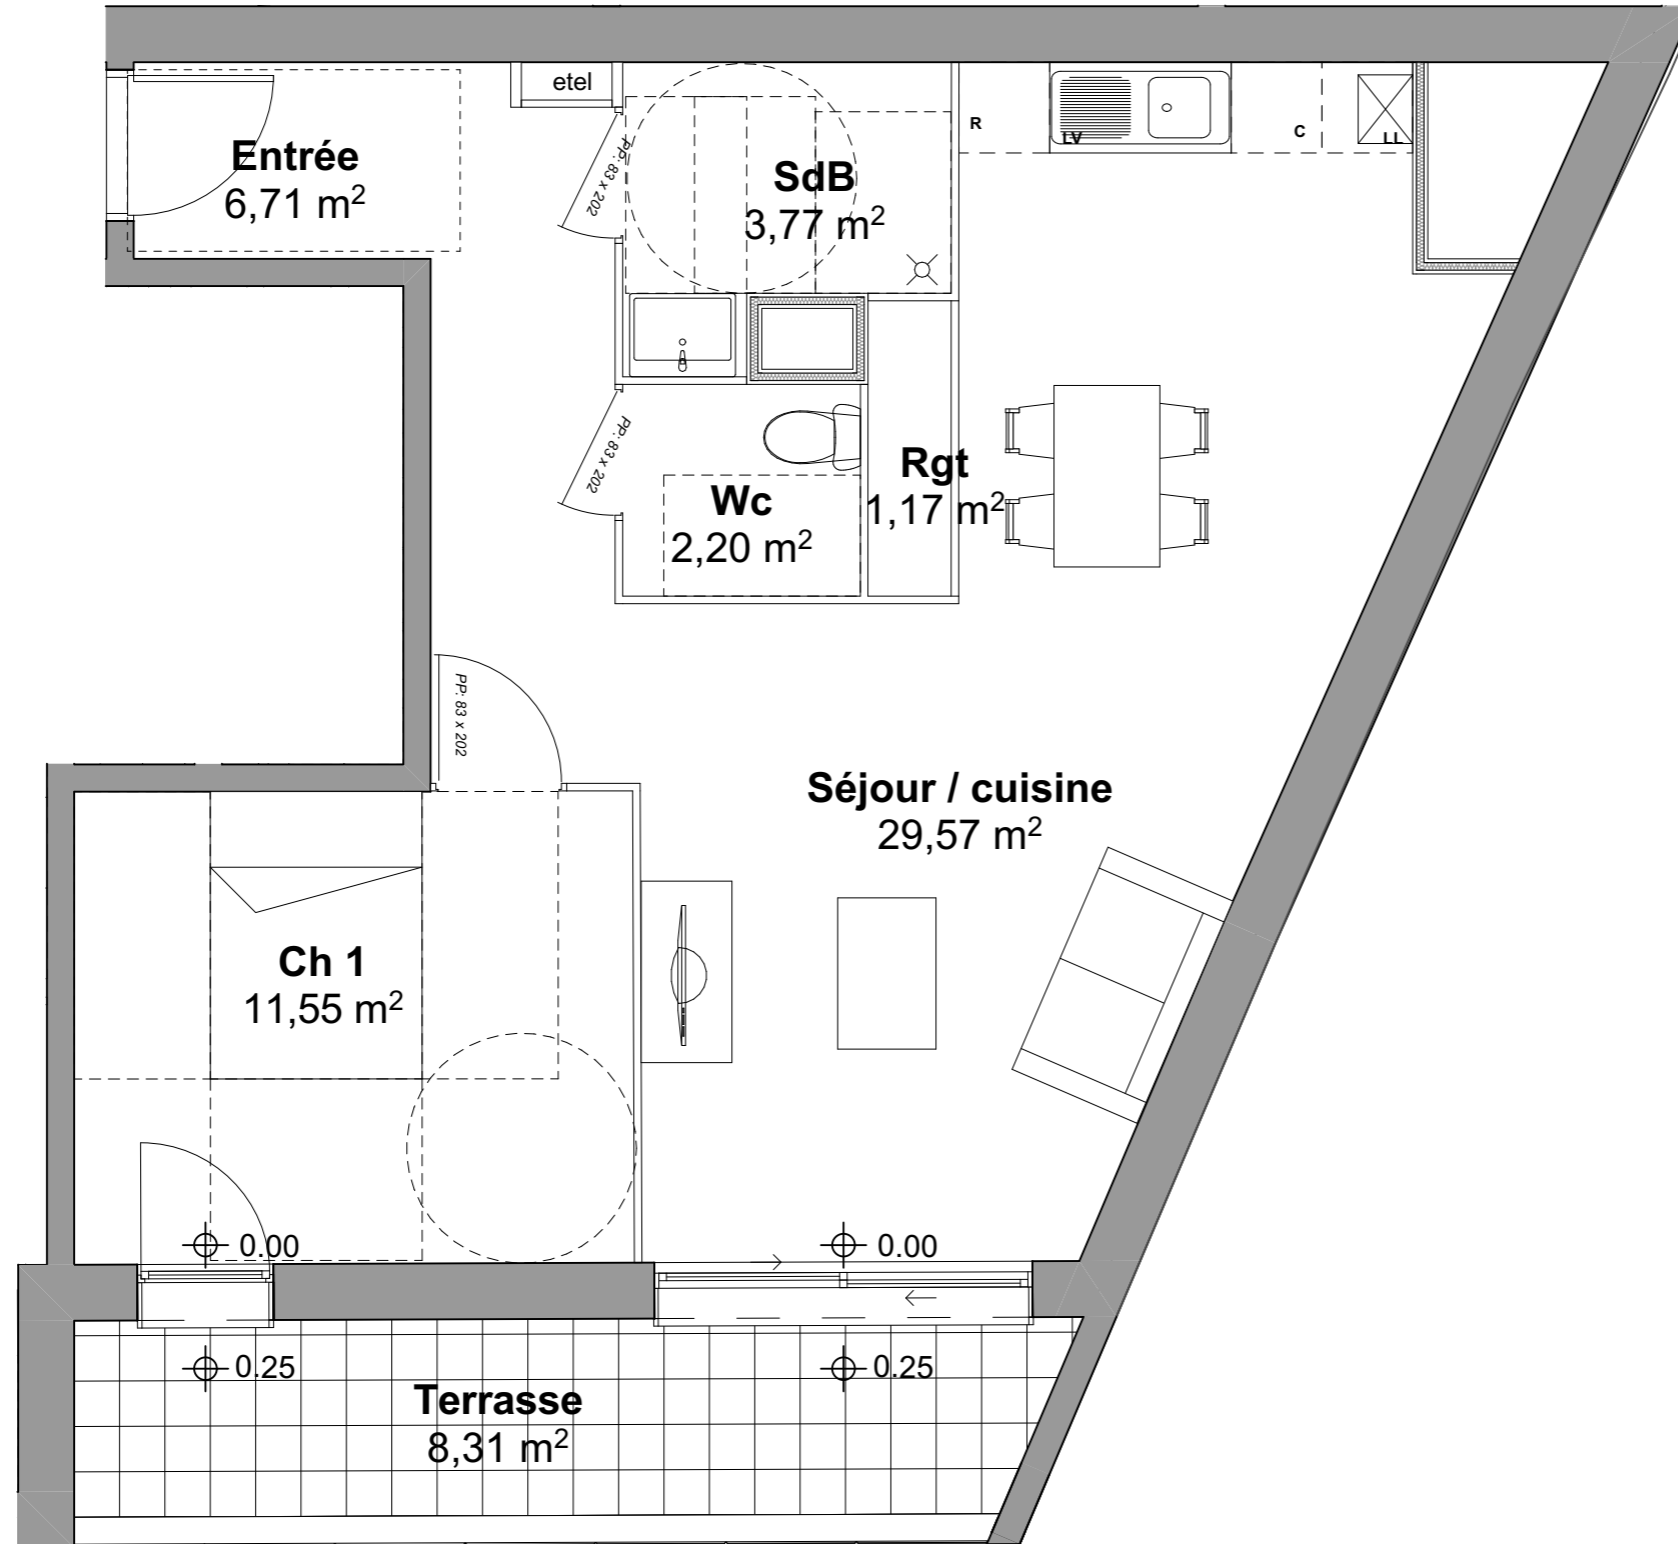 etel
Entrée
6,71 m²
PP: 83 x 202
SdB
3,77 m²
R
LV
C
LL
PP: 83 x 202
Wc
2,20 m²
Rgt
1,17 m²
PP: 83 x 202
Séjour / cuisine
29,57 m²
Ch 1
11,55 m²
0.00
0.00
0.25
0.25
Terrasse
8,31 m²